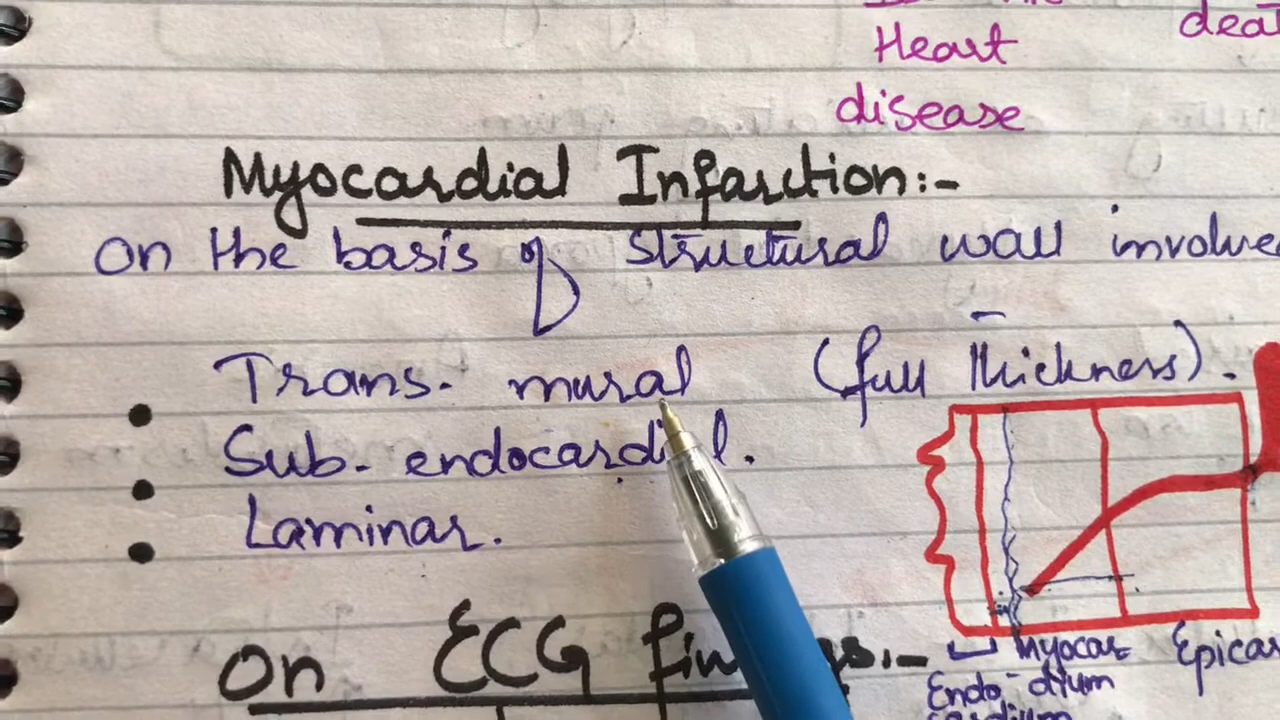 Heart
disease
Myocardial Infarction:-
on the basis of structural wall involve
Trans- mural (full thickness).
Sub- endocardial.
Laminar.
On ECG
Myocar Epicar
Endo- dium